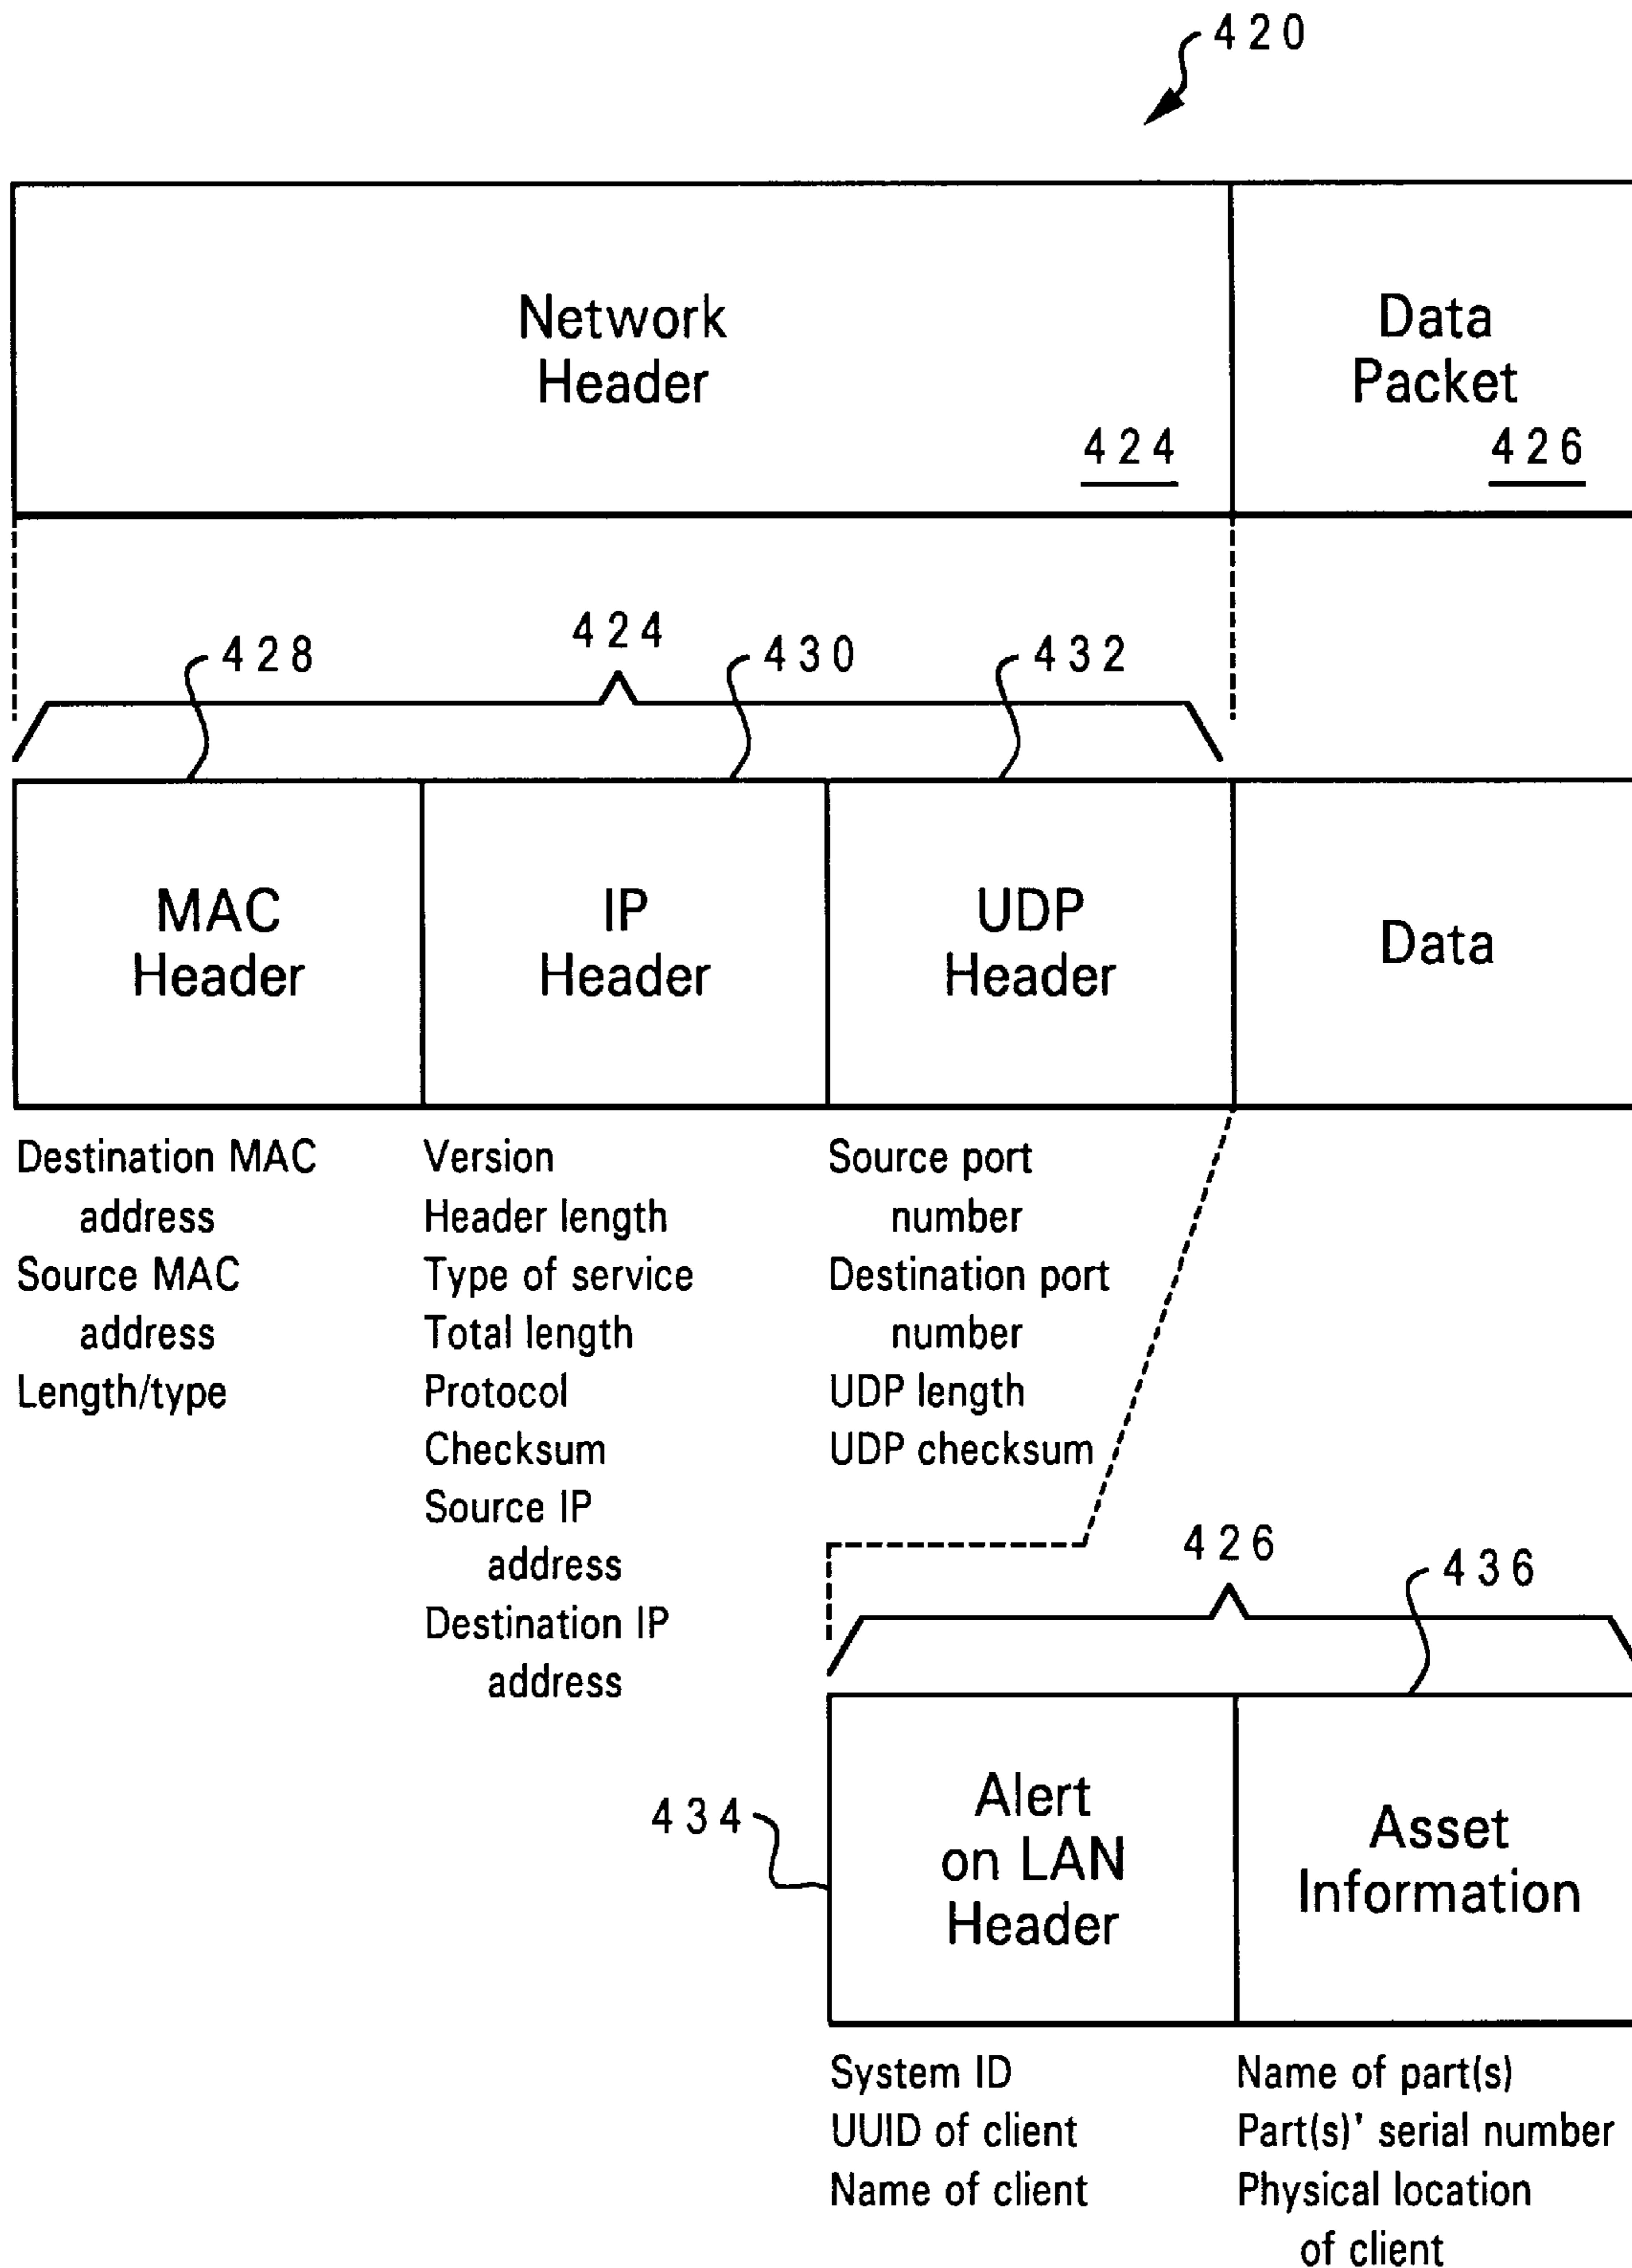 420
Network
Header
424
Data
Packet
426
428
424
430
432
MAC
Header
IP
Header
UDP
Header
Data
Destination MAC
address
Source MAC
address
Length/type
Version
Header length
Type of service
Total length
Protocol
Checksum
Source IP
address
Destination IP
address
Source port
number
Destination port
number
UDP length
UDP checksum
426
436
434
Alert
on LAN
Header
Asset
Information
System ID
UUID of client
Name of client
Name of part(s)
Part(s)' serial number
Physical location
of client